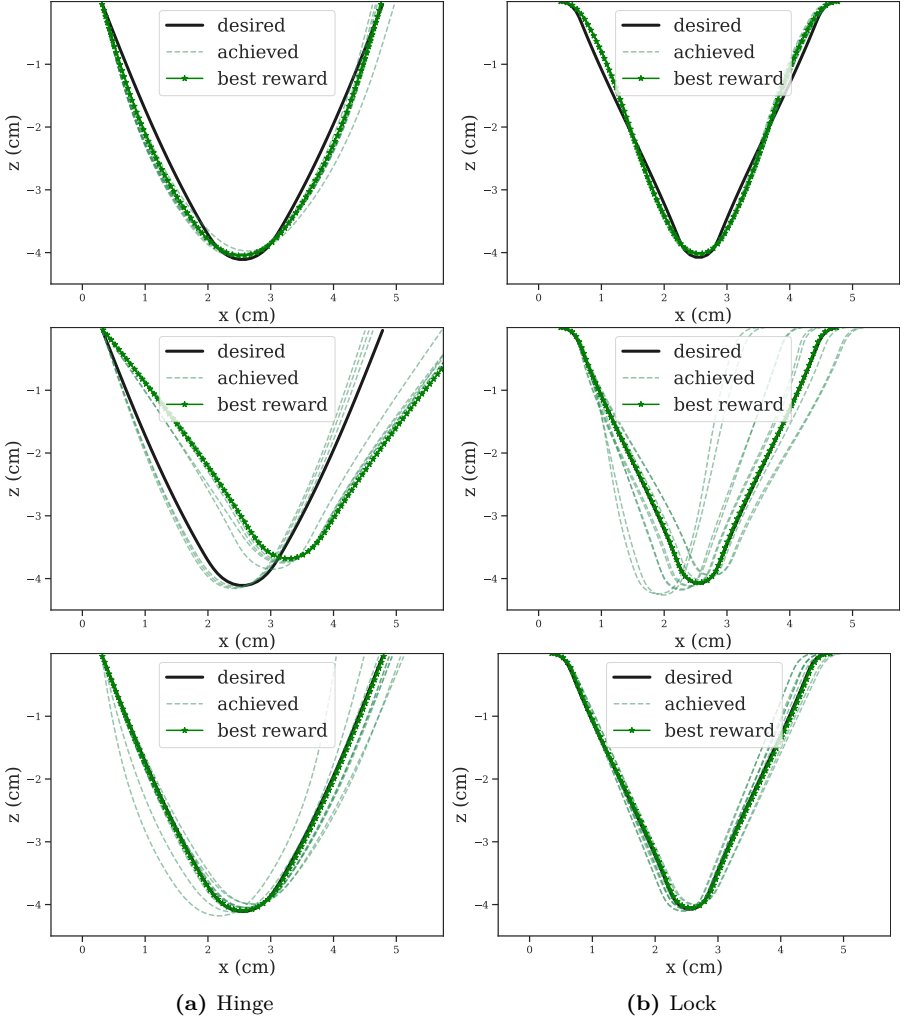 desired
achieved
best reward
−1
−2
−3
−4
z (cm)
0 1 2 3 4 5
x (cm)
desired
achieved
best reward
−1
−2
−3
−4
z (cm)
0 1 2 3 4 5
x (cm)
desired
achieved
best reward
−1
−2
−3
−4
z (cm)
0 1 2 3 4 5
x (cm)
desired
achieved
best reward
−1
−2
−3
−4
z (cm)
0 1 2 3 4 5
x (cm)
desired
achieved
best reward
−1
−2
−3
−4
z (cm)
0 1 2 3 4 5
x (cm)
desired
achieved
best reward
−1
−2
−3
−4
z (cm)
0 1 2 3 4 5
x (cm)
(a) Hinge
(b) Lock